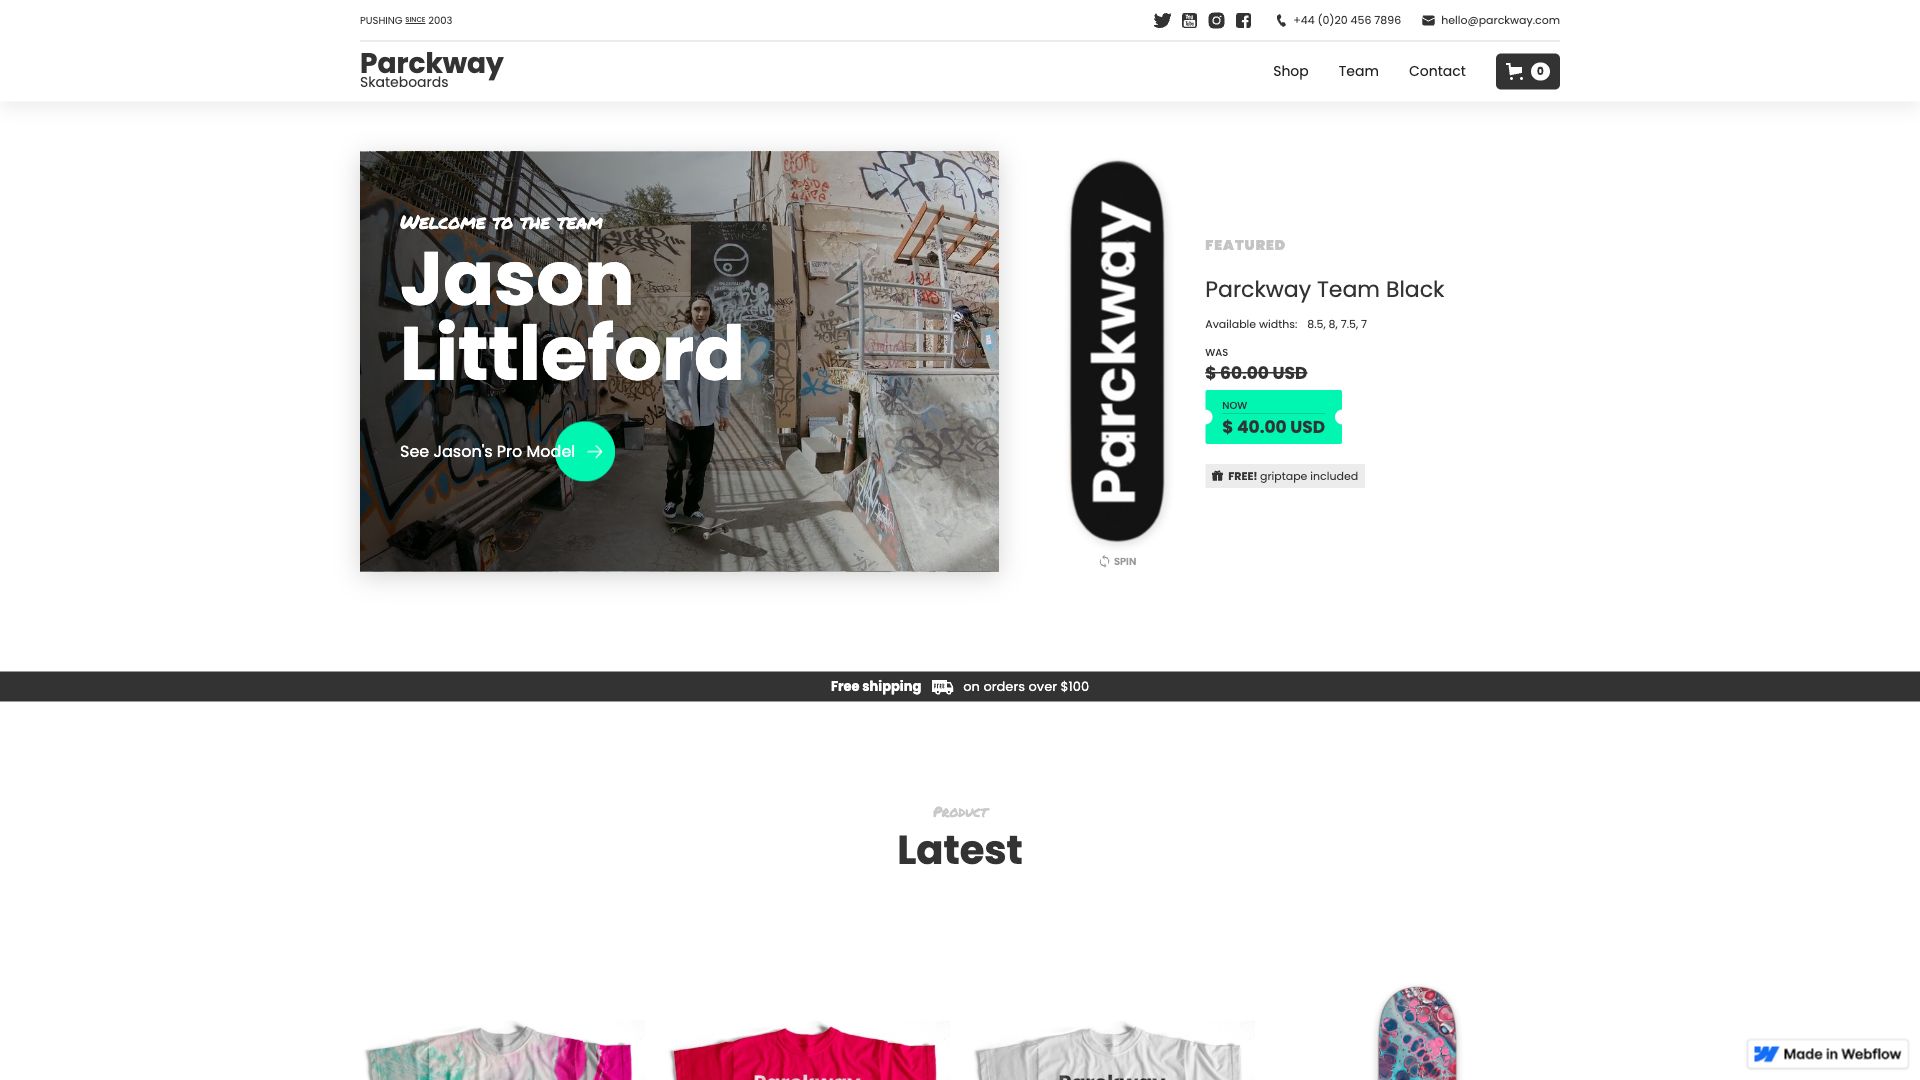 PUSHING SINCE 2003
+44 (0)20 456 7896
hello@parckway.com
Parckway
Skateboards
Shop
Team
Contact
0
Welcome to the team
Jason
Littleford
See Jason's Pro Model
Parckway
SPIN
FEATURED
Parckway Team Black
Available widths: 8.5, 8, 7.5, 7
WAS
$ 60.00 USD
NOW
$ 40.00 USD
FREE! griptape included
Free shipping on orders over $100
Product
Latest
Parckway
Parckway
Made in Webflow